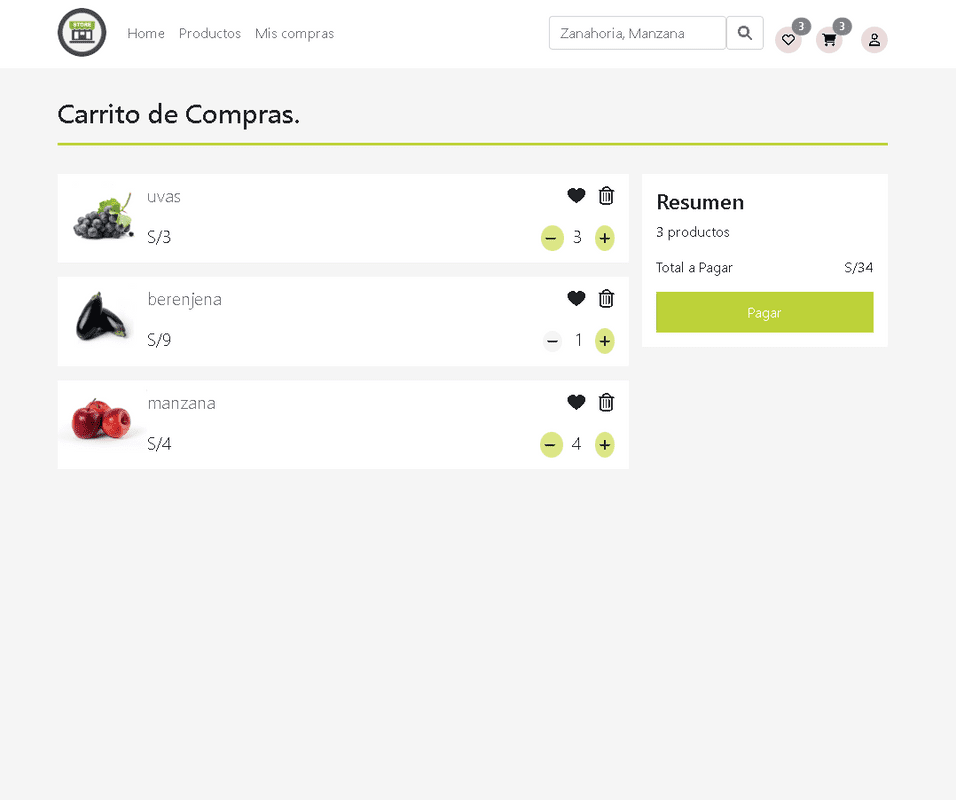 STORE
Home Productos Mis compras
Zanahoria, Manzana
3 3
Carrito de Compras.
uvas
S/3
3
berenjena
S/9
1
manzana
S/4
4
Resumen
3 productos
Total a Pagar S/34
Pagar